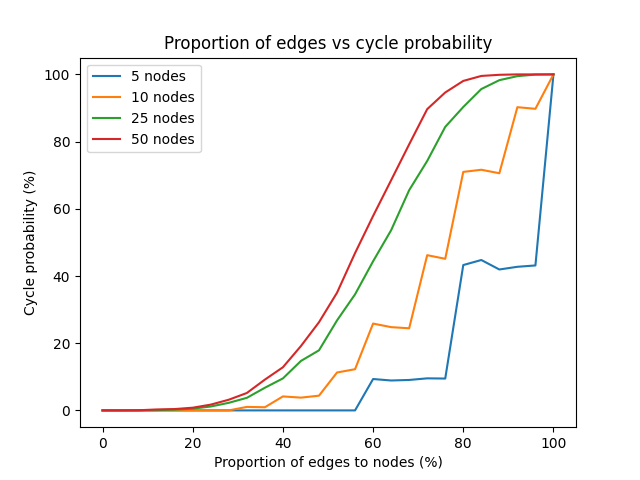 Proportion of edges vs cycle probability
5 nodes
10 nodes
25 nodes
50 nodes
Cycle probability (%)
100
80
60
40
20
0
0 20 40 60 80 100
Proportion of edges to nodes (%)